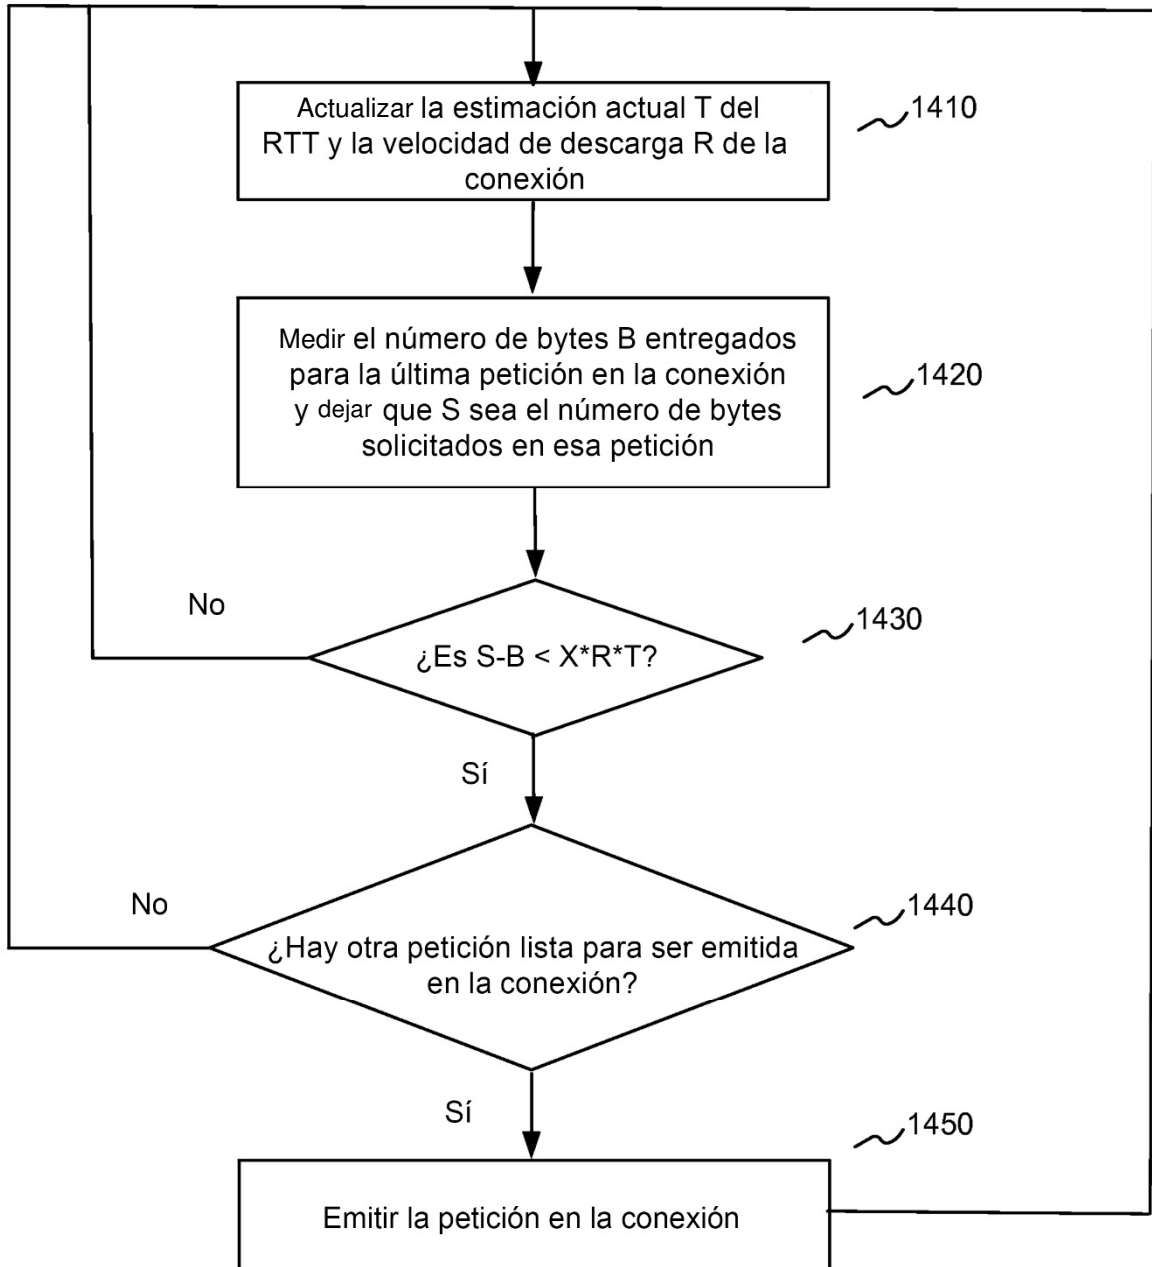 Actualizar la estimación actual T del
RTT y la velocidad de descarga R de la
conexión
1410
Medir el número de bytes B entregados
para la última petición en la conexión
y dejar que S sea el número de bytes
solicitados en esa petición
1420
No
¿Es S-B < X*R*T?
1430
Sí
No
¿Hay otra petición lista para ser emitida
en la conexión?
1440
Sí
1450
Emitir la petición en la conexión